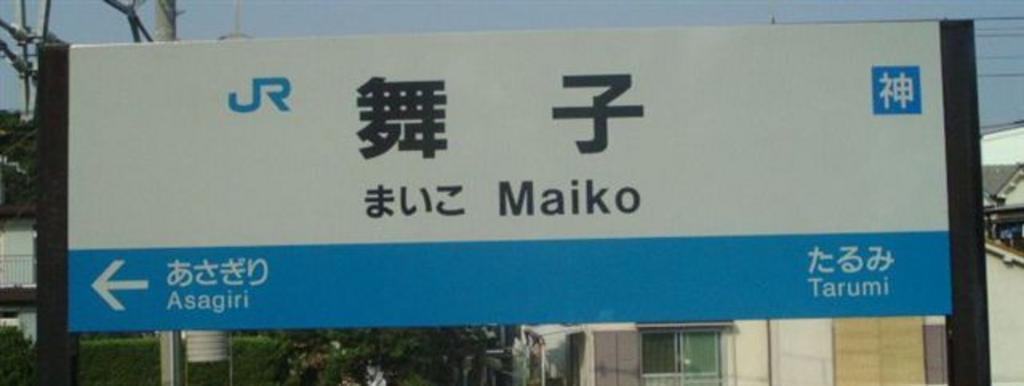 JR 舞子 神
まいこ Maiko
← あさぎり たるみ
Asagiri Tarumi